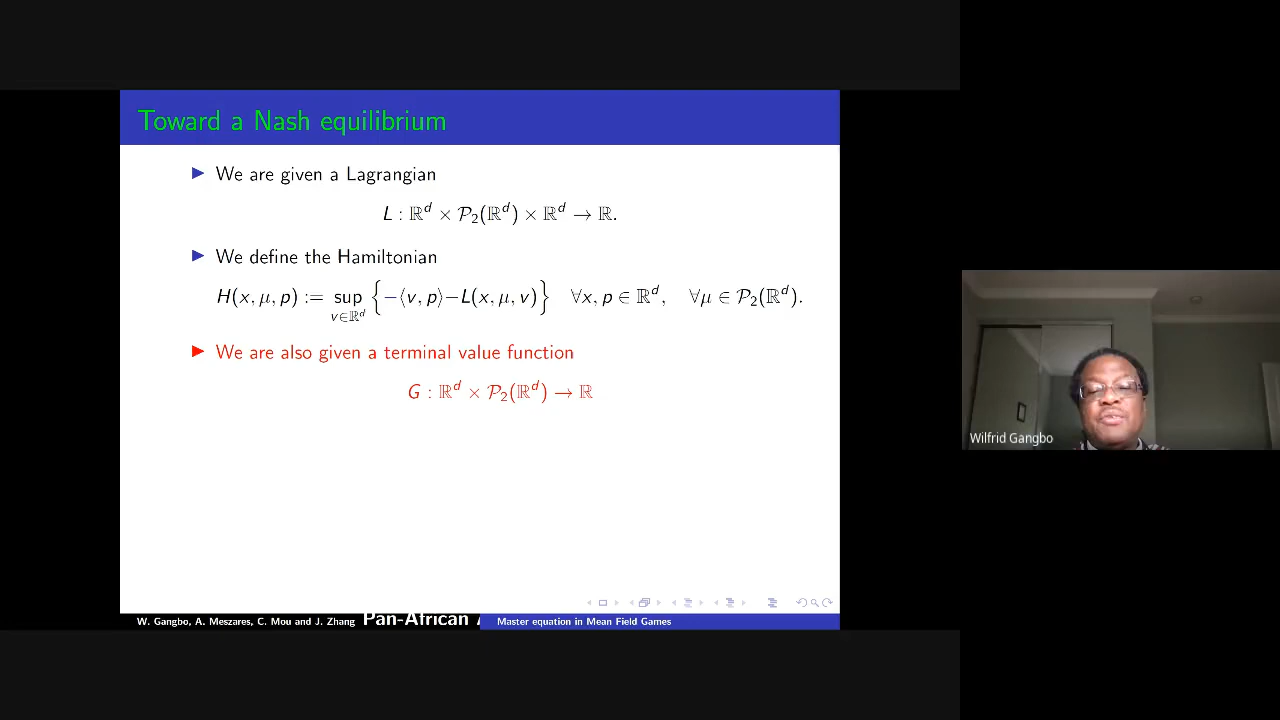 Toward a Nash equilibrium
▶ We are given a Lagrangian
L : ℝ^d × 𝒫₂(ℝ^d) × ℝ^d → ℝ.
▶ We define the Hamiltonian
H(x, μ, p) := sup_{v∈ℝ^d} {−⟨v, p⟩−L(x, μ, v)} ∀x, p ∈ ℝ^d, ∀μ ∈ 𝒫₂(ℝ^d).
▶ We are also given a terminal value function
G : ℝ^d × 𝒫₂(ℝ^d) → ℝ
Wilfrid Gangbo
W. Gangbo, A. Meszares, C. Mou and J. Zhang Pan-African Master equation in Mean Field Games